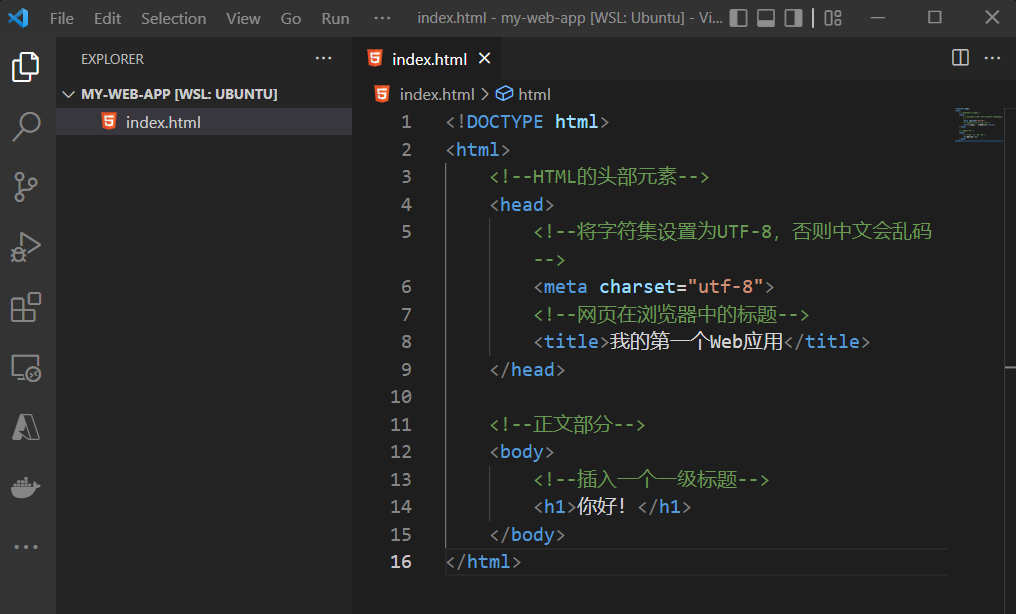 File Edit Selection View Go Run ··· index.html - my-web-app [WSL: Ubuntu] - Vi...
EXPLORER ···
MY-WEB-APP [WSL: UBUNTU]
index.html
index.html
index.html > html
1 <!DOCTYPE html>
2 <html>
3 <!--HTML的头部元素-->
4 <head>
5 <!--将字符集设置为UTF-8，否则中文会乱码
-->
6 <meta charset="utf-8">
7 <!--网页在浏览器中的标题-->
8 <title>我的第一个Web应用</title>
9 </head>
10
11 <!--正文部分-->
12 <body>
13 <!--插入一个一级标题-->
14 <h1>你好！</h1>
15 </body>
16 </html>